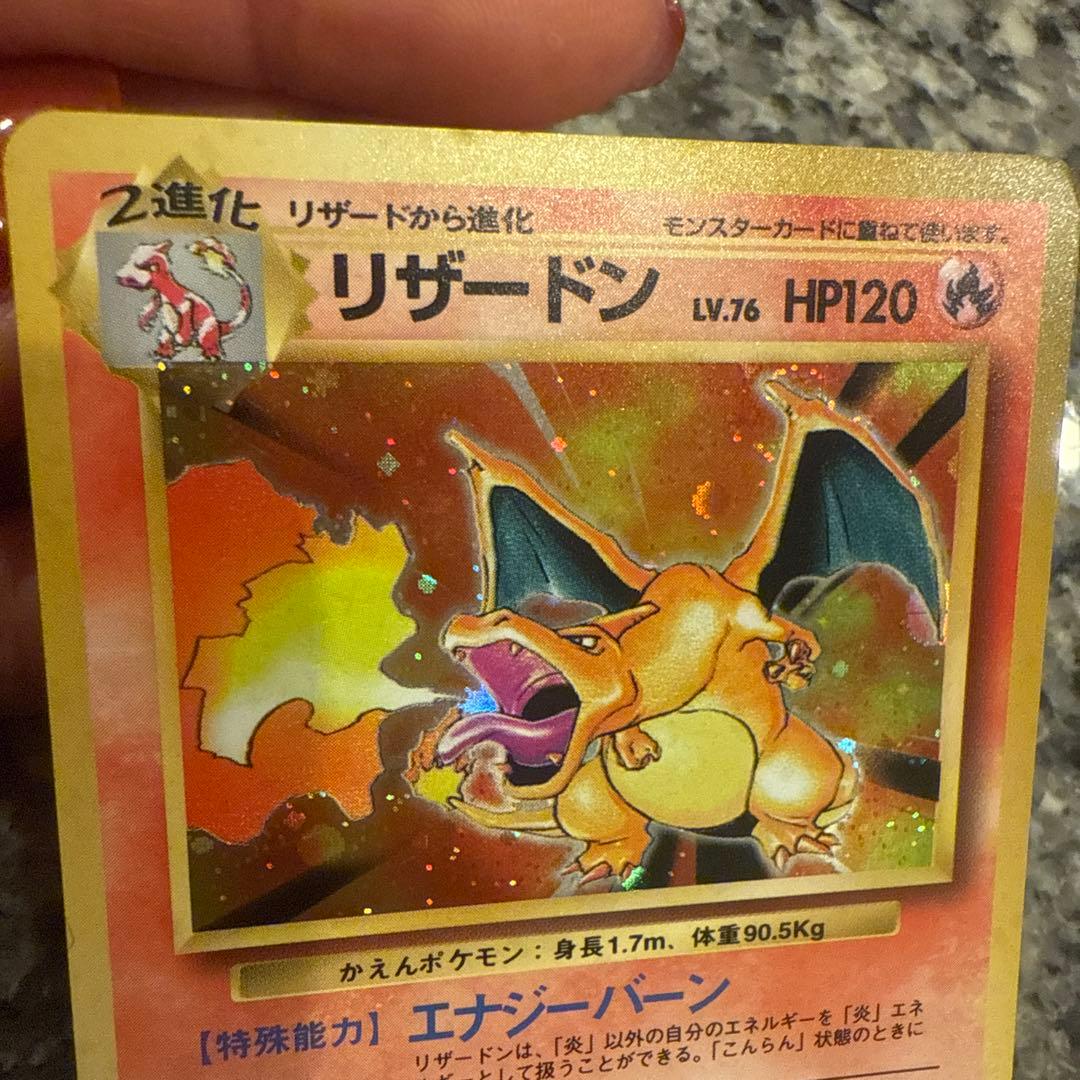 2進化 リザードから進化 モンスターカードに重ねて使います。
リザードン LV.76 HP120
かえんポケモン：身長1.7m、体重90.5Kg
【特殊能力】エナジーバーン
リザードンは、「炎」以外の自分のエネルギーを「炎」エネ
ルギーとして扱うことができる。「こんらん」状態のときに